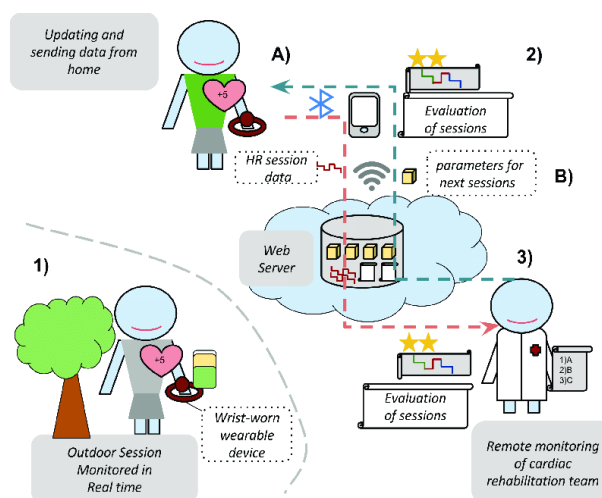 Updating and
sending data from
home
A)
+5
2)
Evaluation
of sessions
HR session
data
parameters for
next sessions
B)
Web
Server
1)
+5
Wrist-worn
wearable
device
Outdoor Session
Monitored in
Real time
3)
1)A
2)B
3)C
Evaluation of sessions
Remote monitoring
of cardiac
rehabilitation team